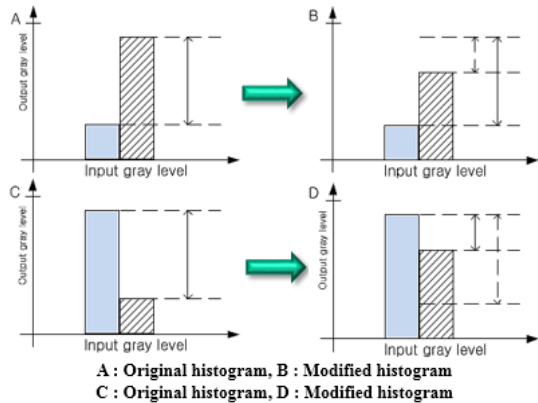 A
Output gray level
Input gray level
B
Output gray level
Input gray level
C
Output gray level
Input gray level
D
Output gray level
Input gray level
A : Original histogram, B : Modified histogram
C : Original histogram, D : Modified histogram